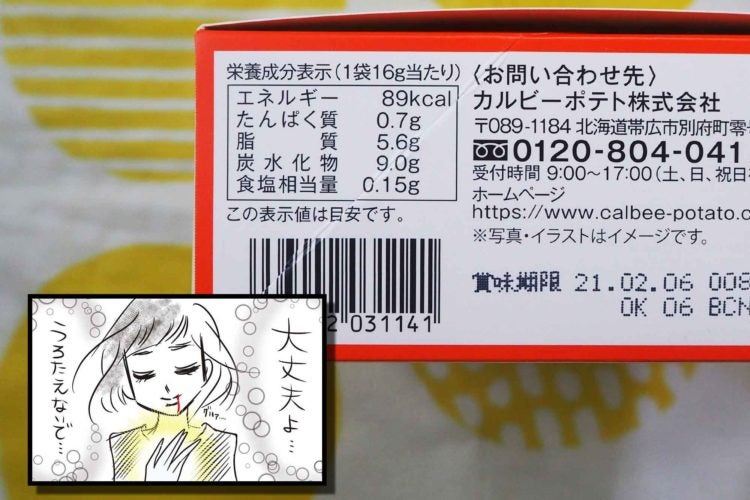 栄養成分表示(1袋16g当たり)
エネルギー 89kcal
たんぱく質 0.7g
脂質 5.6g
炭水化物 9.0g
食塩相当量 0.15g
この表示値は目安です。
2 031141
〈お問い合わせ先〉
カルビーポテト株式会社
〒089-1184 北海道帯広市別府町零
0120-804-041
受付時間 9:00~17:00(土、日、祝日
ホームページ
https://www.calbee-potato.c
※写真・イラストはイメージです。
賞味期限 21.02.06 008
OK 06 BCN
大丈夫よ…
うろたえないで…